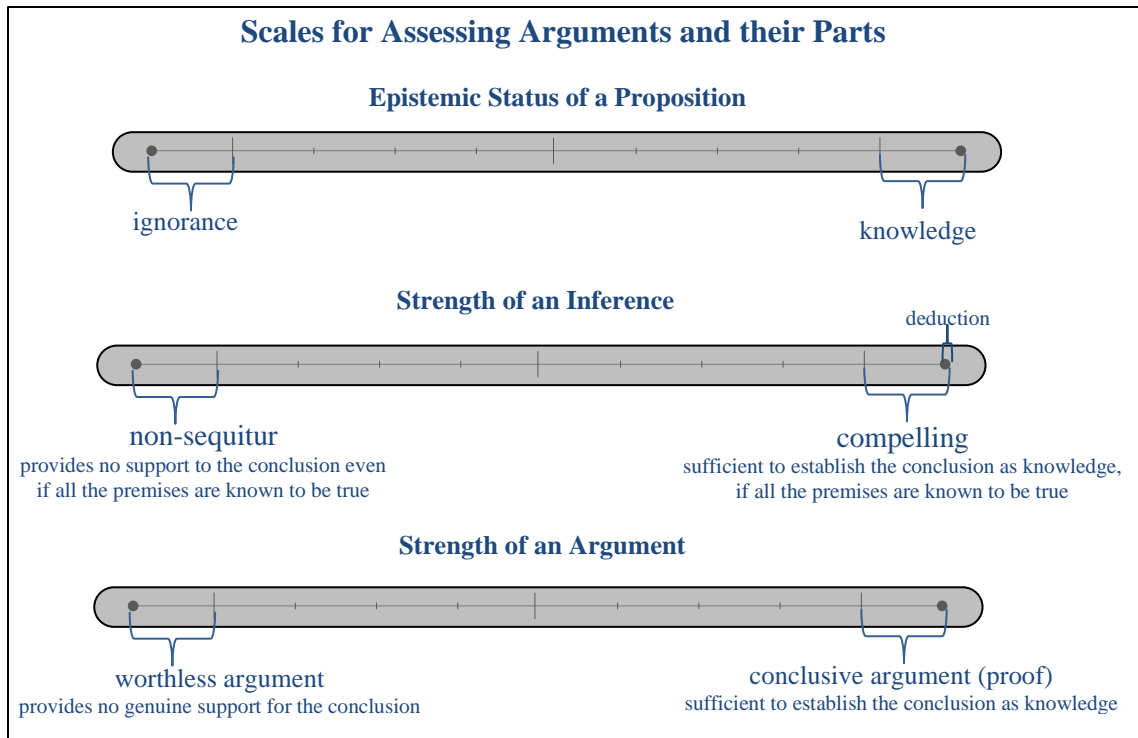 Scales for Assessing Arguments and their Parts
Epistemic Status of a Proposition
ignorance
knowledge
Strength of an Inference
deduction
non-sequitur
provides no support to the conclusion even
if all the premises are known to be true
compelling
sufficient to establish the conclusion as knowledge,
if all the premises are known to be true
Strength of an Argument
worthless argument
provides no genuine support for the conclusion
conclusive argument (proof)
sufficient to establish the conclusion as knowledge